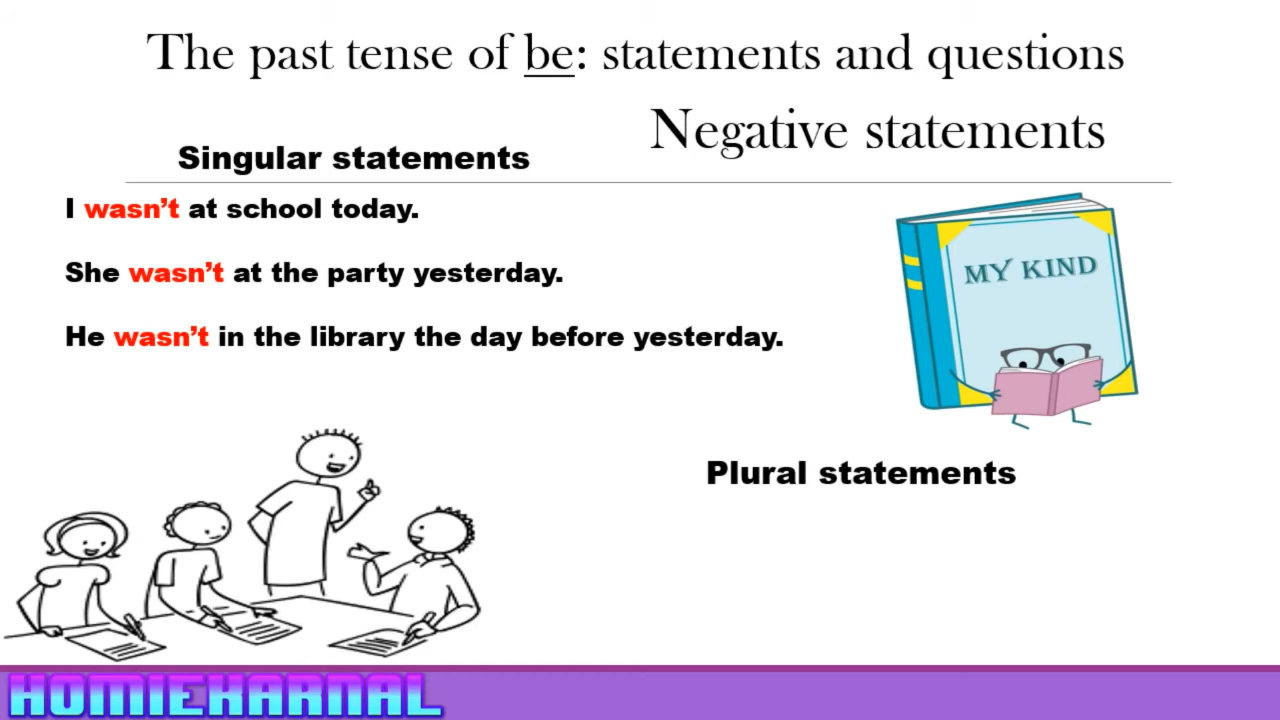 The past tense of be: statements and questions
Negative statements
Singular statements
I wasn’t at school today.
She wasn’t at the party yesterday.
He wasn’t in the library the day before yesterday.
MY KIND
Plural statements
HOMIEKARNAL